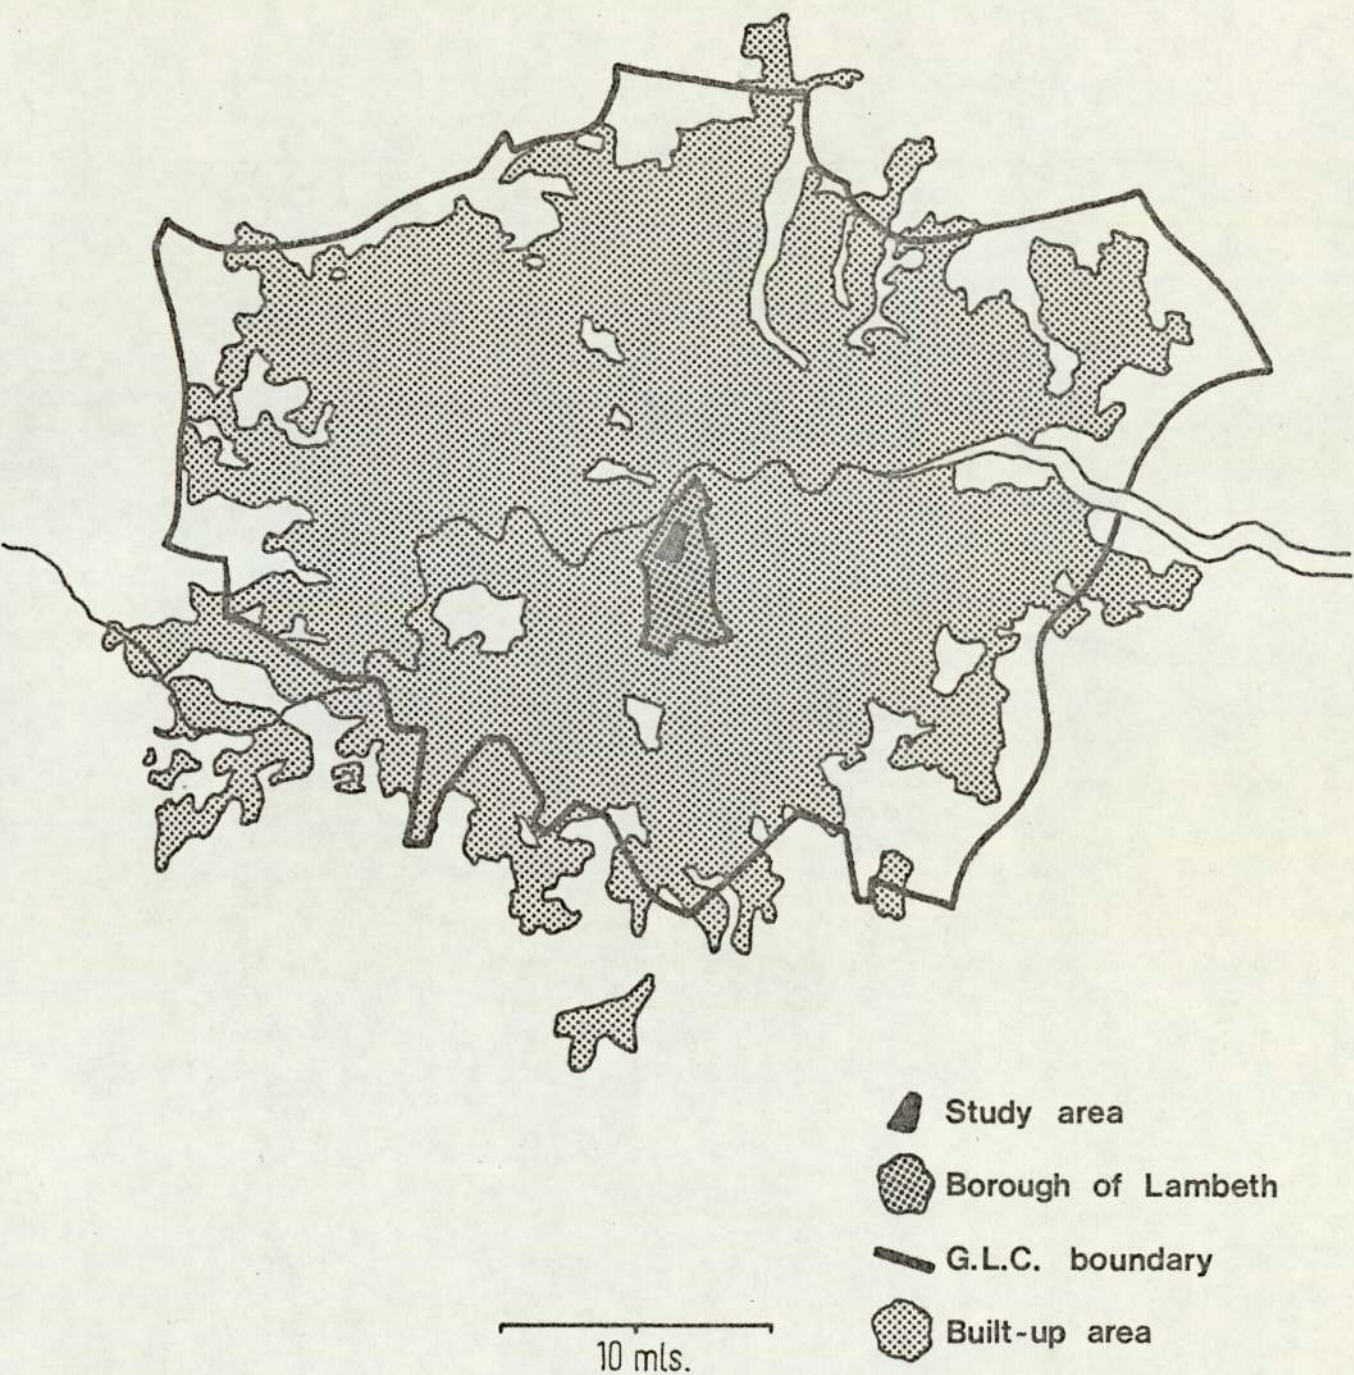 Study area
Borough of Lambeth
G.L.C. boundary
Built-up area
10 mls.